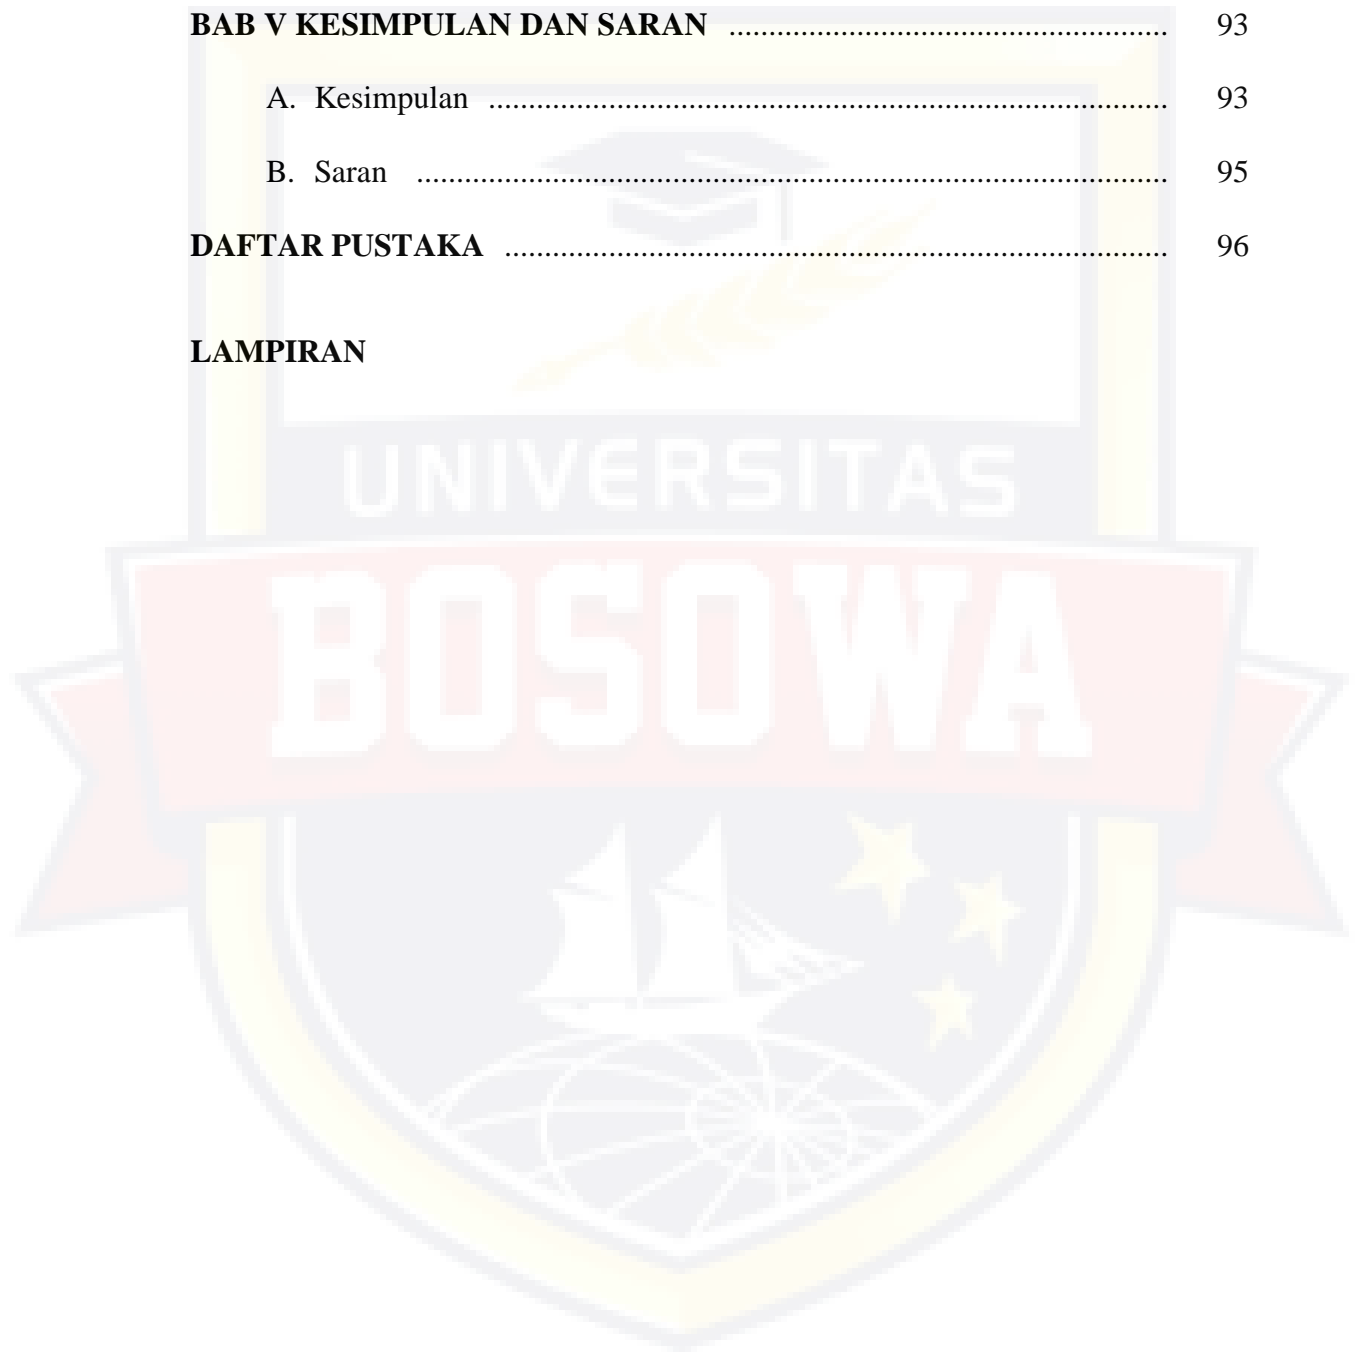 BAB V KESIMPULAN DAN SARAN ....................................................... 93
A. Kesimpulan ..................................................................................... 93
B. Saran .............................................................................................. 95
DAFTAR PUSTAKA ................................................................................... 96
LAMPIRAN
UNIVERSITAS
BOSOWA